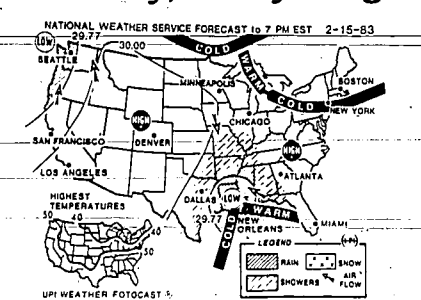 NATIONAL WEATHER SERVICE FORECAST to 7 PM EST 2-15-83
LOW
29.77
30.00
COLD
SEATTLE
WARM
MINNEAPOLIS
BOSTON
COLD
NEW YORK
CHICAGO
HIGH
SAN FRANCISCO
DENVER
HIGH
LOS ANGELES
ATLANTA
HIGHEST
TEMPERATURES
DALLAS
LOW
50
40
29.77
WARM
COLD
NEW
ORLEANS
MIAMI
40
50
LEGEND
RAIN
SNOW
SHOWERS
AIR
FLOW
UPI WEATHER FOTOCAST